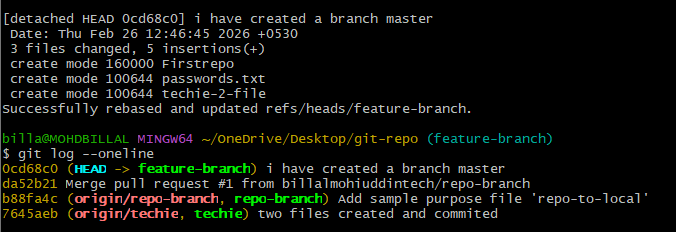 [detached HEAD 0cd68c0] i have created a branch master
Date: Thu Feb 26 12:46:45 2026 +0530
3 files changed, 5 insertions(+)
create mode 160000 Firstrepo
create mode 100644 passwords.txt
create mode 100644 techie-2-file
Successfully rebased and updated refs/heads/feature-branch.
billa@MOHDBILLAL MINGW64 ~/OneDrive/Desktop/git-repo (feature-branch)
$ git log --oneline
0cd68c0 (HEAD -> feature-branch) i have created a branch master
da52b21 Merge pull request #1 from billalmohiuddintech/repo-branch
b88fa4c (origin/repo-branch, repo-branch) Add sample purpose file 'repo-to-local'
7645aeb (origin/techie, techie) two files created and commited